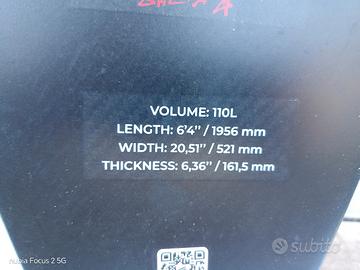 VOLUME: 110L
LENGTH: 6'4'' / 1956 mm
WIDTH: 20,51'' / 521 mm
THICKNESS: 6,36'' / 161,5 mm
nubia Focus 2 5G
subito